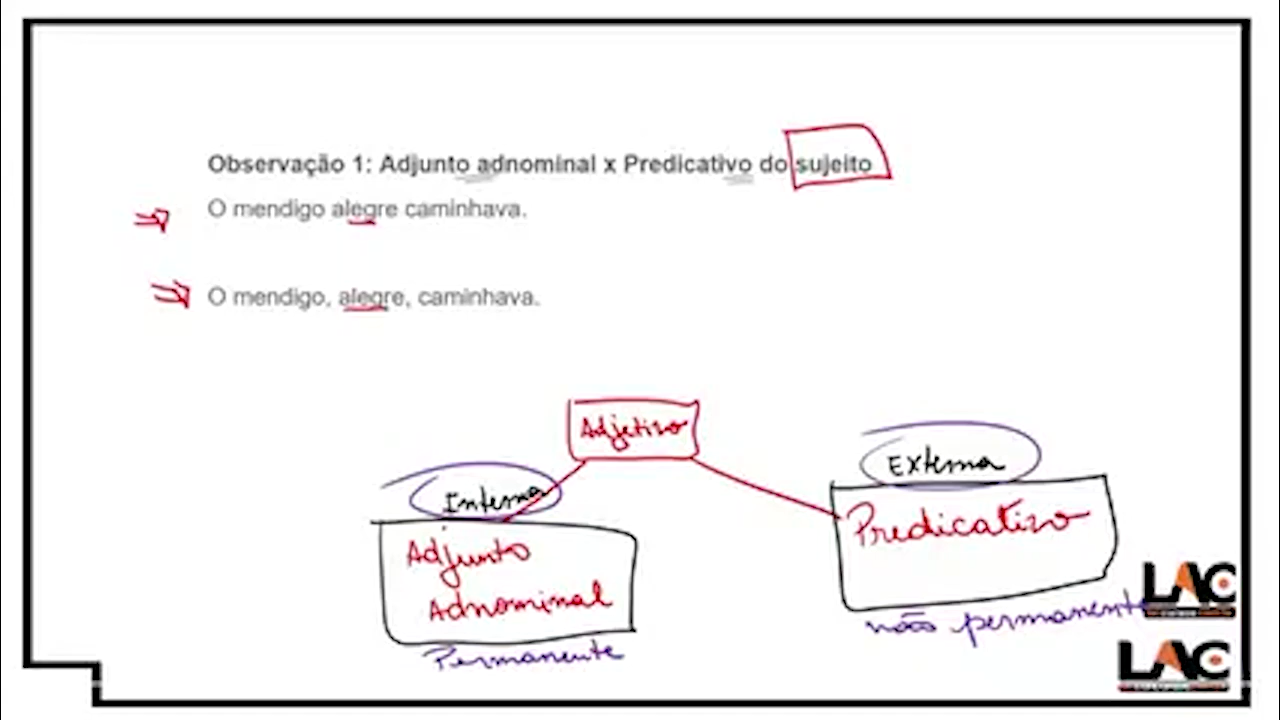 Observação 1: Adjunto adnominal x Predicativo do sujeito
O mendigo alegre caminhava.
O mendigo, alegre, caminhava.
Adjetivo
Interna
Externa
Adjunto
Adnominal
Predicativo
Permanente
não permanente
LAC
LAC